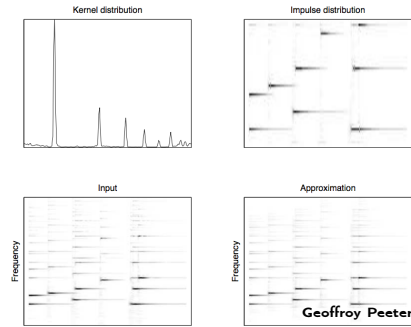 Kernel distribution
Impulse distribution
Input
Approximation
Frequency
Frequency
Geoffroy Peeter